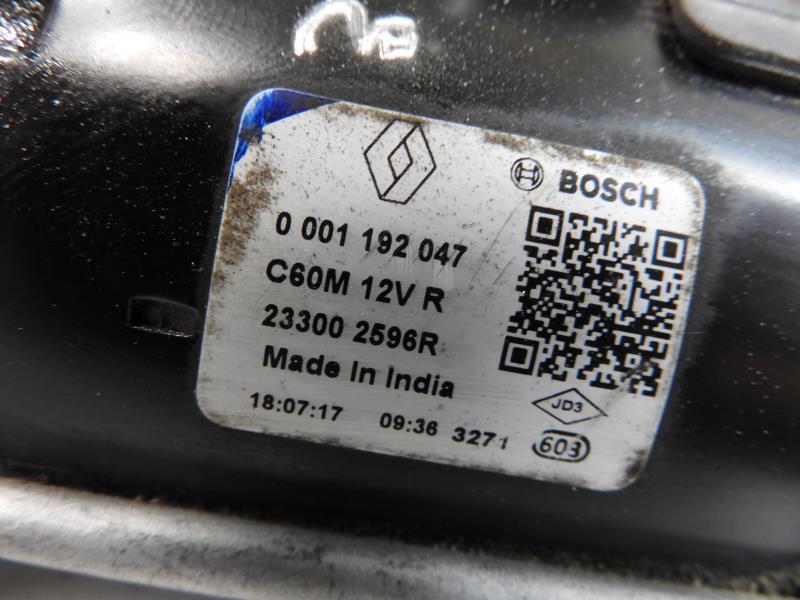 BOSCH
0 001 192 047
C60M 12V R
23300 2596R
Made In India
JD3
18:07:17 09:36 3271
603